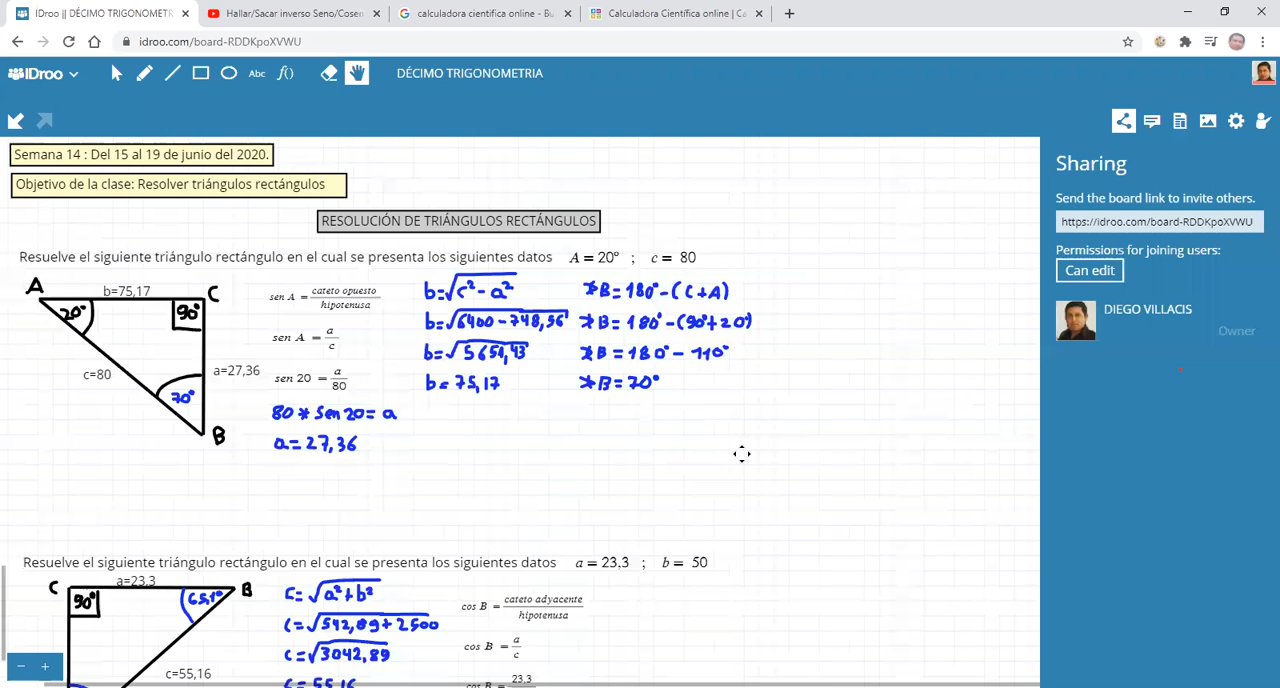 IDroo || DÉCIMO TRIGONOMETR
Hallar/Sacar inverso Seno/Cosen
calculadora científica online - Bu
Calculadora Científica online | Ca
idroo.com/board-RDDKpoXVWU
IDroo
Abc
f()
DÉCIMO TRIGONOMETRIA
Semana 14 : Del 15 al 19 de junio del 2020.
Objetivo de la clase: Resolver triángulos rectángulos
RESOLUCIÓN DE TRIÁNGULOS RECTÁNGULOS
Resuelve el siguiente triángulo rectángulo en el cual se presenta los siguientes datos A = 20° ; c = 80
A
b=75,17
C
20°
90°
c=80
a=27,36
70°
B
sen A = cateto opuesto / hipotenusa
sen A = a / c
sen 20 = a / 80
80 * Sen 20 = a
a = 27,36
b = √c² - a²
b = √6400 - 748,56
b = √5651,43
b = 75,17
∡B = 180° - (C + A)
∡B = 180° - (90° + 20°)
∡B = 180° - 110°
∡B = 70°
Resuelve el siguiente triángulo rectángulo en el cual se presenta los siguientes datos a = 23,3 ; b = 50
C
a=23,3
B
90°
65,1°
c=55,16
c = √a² + b²
c = √542,89 + 2500
c = √3042,89
c = 55,16
cos B = cateto adyacente / hipotenusa
cos B = a / c
cos B = 23,3
Sharing
Send the board link to invite others.
https://idroo.com/board-RDDKpoXVWU
Permissions for joining users:
Can edit
DIEGO VILLACIS
Owner